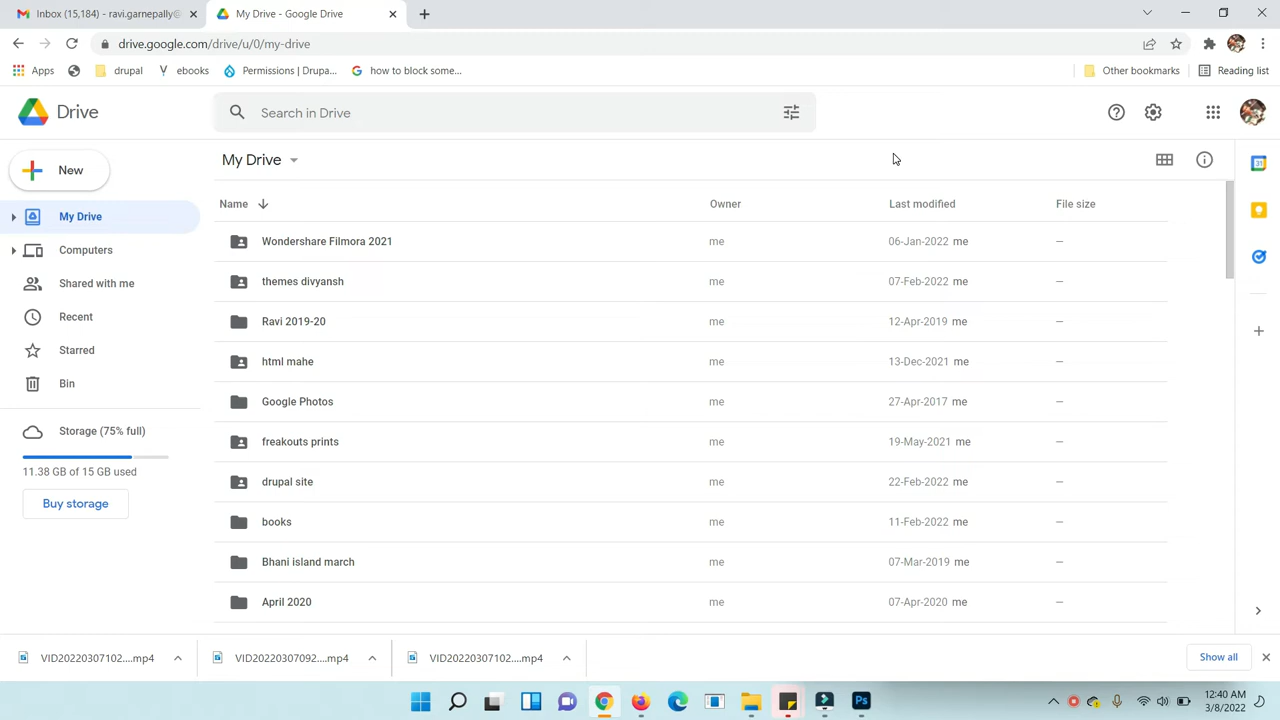 Inbox (15,184) - ravi.garnepally@
My Drive - Google Drive
drive.google.com/drive/u/0/my-drive
Apps drupal ebooks Permissions | Drupa... how to block some... Other bookmarks Reading list
Drive Search in Drive
New My Drive
Name Owner Last modified File size
My Drive
Computers
Shared with me
Recent
Starred
Bin
Storage (75% full)
11.38 GB of 15 GB used
Buy storage
Wondershare Filmora 2021 me 06-Jan-2022 me –
themes divyansh me 07-Feb-2022 me –
Ravi 2019-20 me 12-Apr-2019 me –
html mahe me 13-Dec-2021 me –
Google Photos me 27-Apr-2017 me –
freakouts prints me 19-May-2021 me –
drupal site me 22-Feb-2022 me –
books me 11-Feb-2022 me –
Bhani island march me 07-Mar-2019 me –
April 2020 me 07-Apr-2020 me –
31
VID20220307102....mp4 VID20220307092....mp4 VID20220307102....mp4 Show all
Ps
12:40 AM
3/8/2022